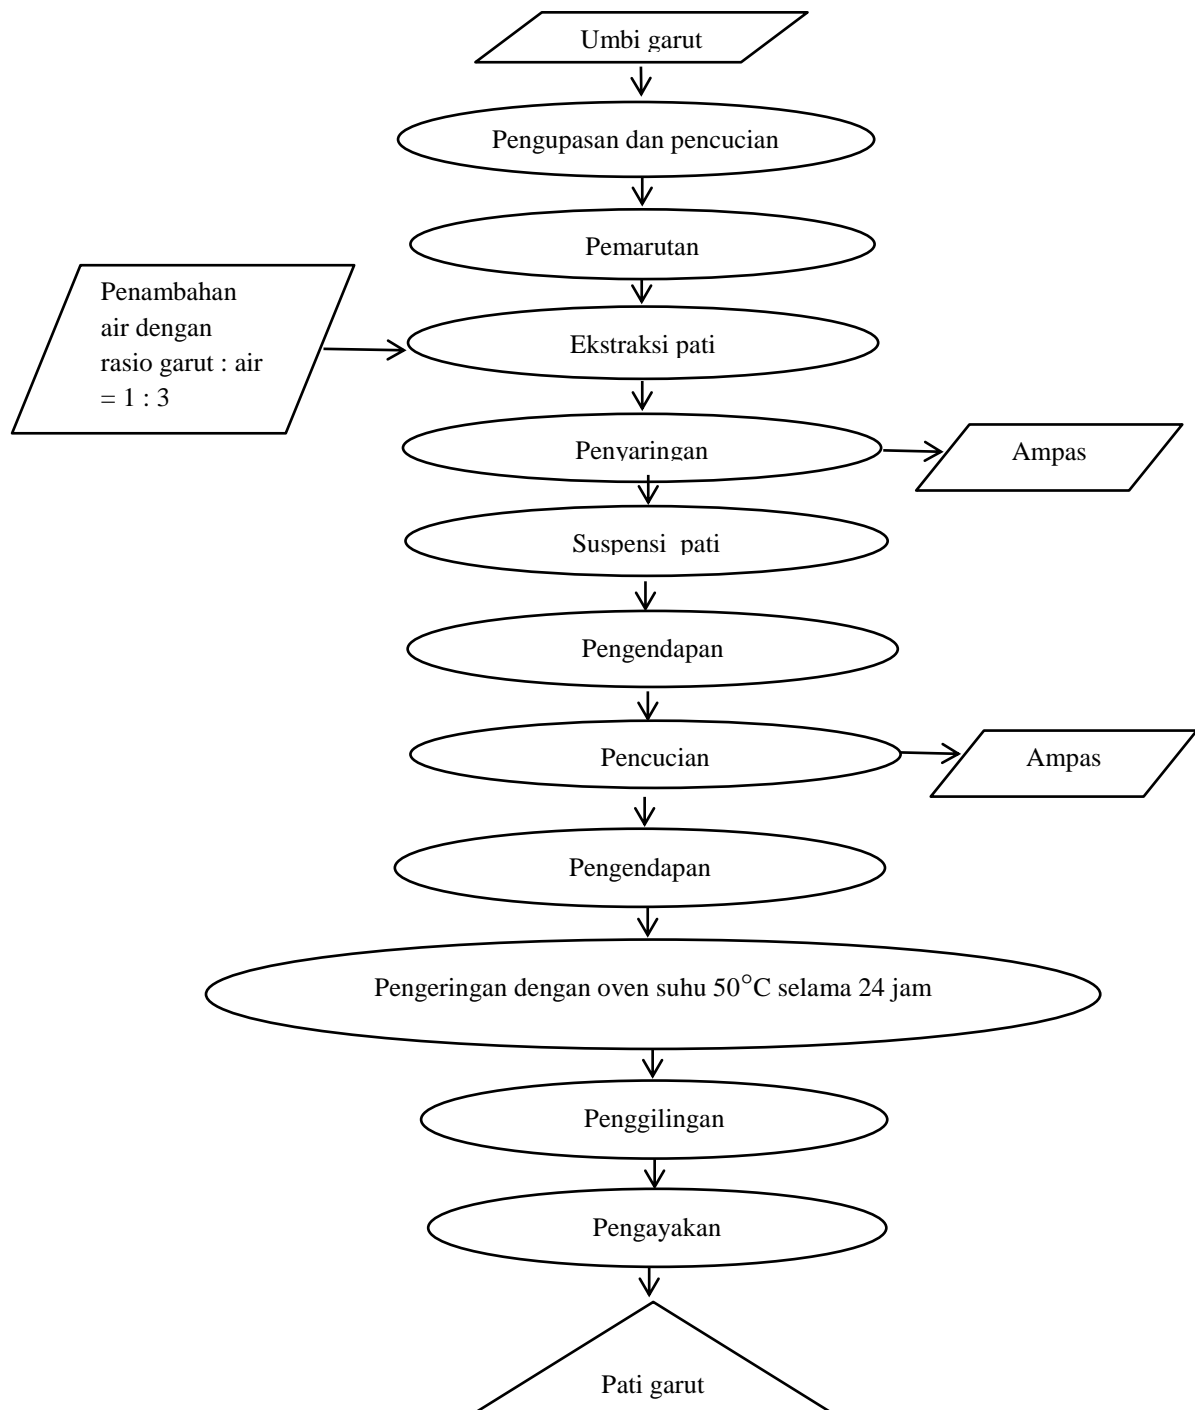 Umbi garut
Pengupasan dan pencucian
Pemarutan
Penambahan
air dengan
rasio garut : air
= 1 : 3
Ekstraksi pati
Penyaringan
Ampas
Suspensi pati
Pengendapan
Pencucian
Ampas
Pengendapan
Pengeringan dengan oven suhu 50°C selama 24 jam
Penggilingan
Pengayakan
Pati garut